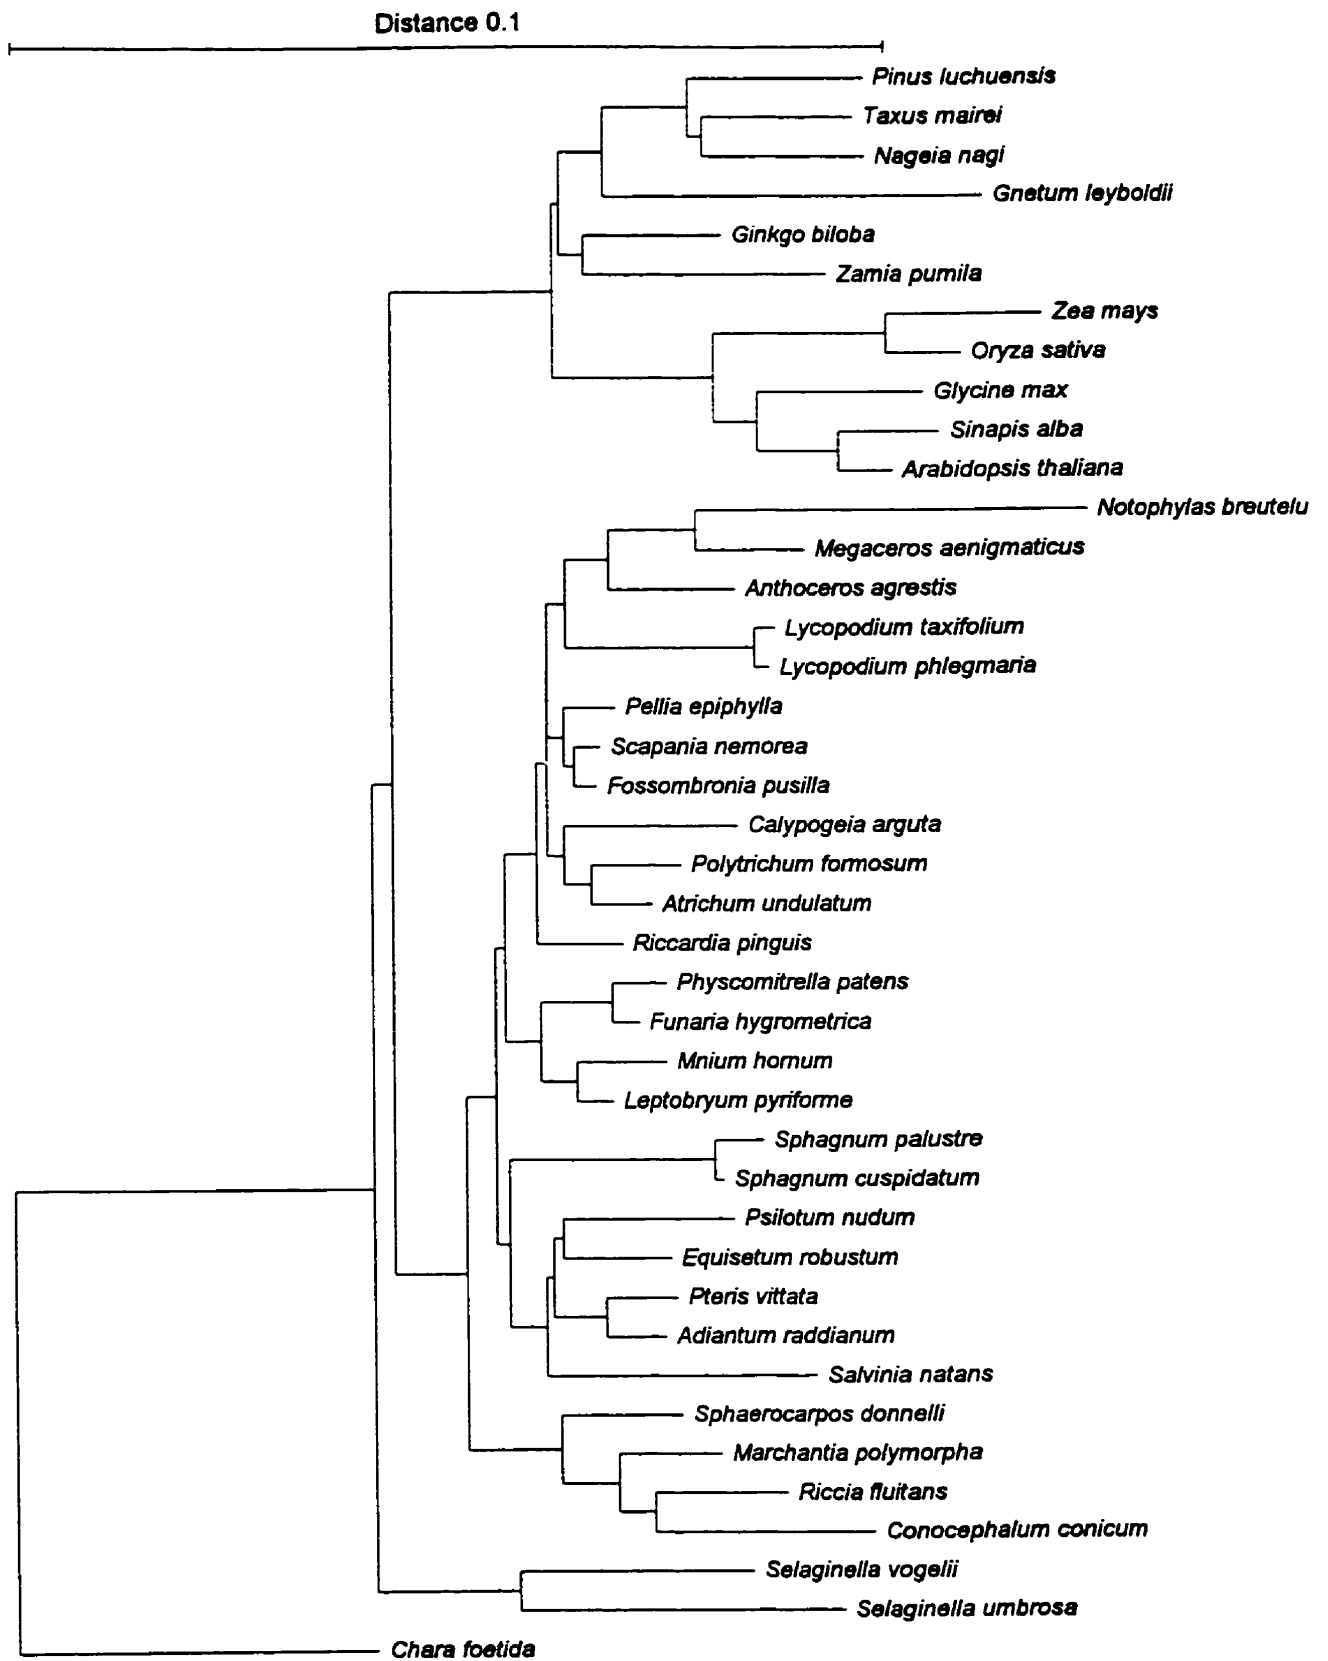 Distance 0.1
Pinus luchuensis
Taxus mairei
Nageia nagi
Gnetum leyboldii
Ginkgo biloba
Zamia pumila
Zea mays
Oryza sativa
Glycine max
Sinapis alba
Arabidopsis thaliana
Notophylas breutelu
Megaceros aenigmaticus
Anthoceros agrestis
Lycopodium taxifolium
Lycopodium phlegmaria
Pellia epiphylla
Scapania nemorea
Fossombronia pusilla
Calypogeia arguta
Polytrichum formosum
Atrichum undulatum
Riccardia pinguis
Physcomitrella patens
Funaria hygrometrica
Mnium hornum
Leptobryum pyriforme
Sphagnum palustre
Sphagnum cuspidatum
Psilotum nudum
Equisetum robustum
Pteris vittata
Adiantum raddianum
Salvinia natans
Sphaerocarpos donnelli
Marchantia polymorpha
Riccia fluitans
Conocephalum conicum
Selaginella vogelii
Selaginella umbrosa
Chara foetida